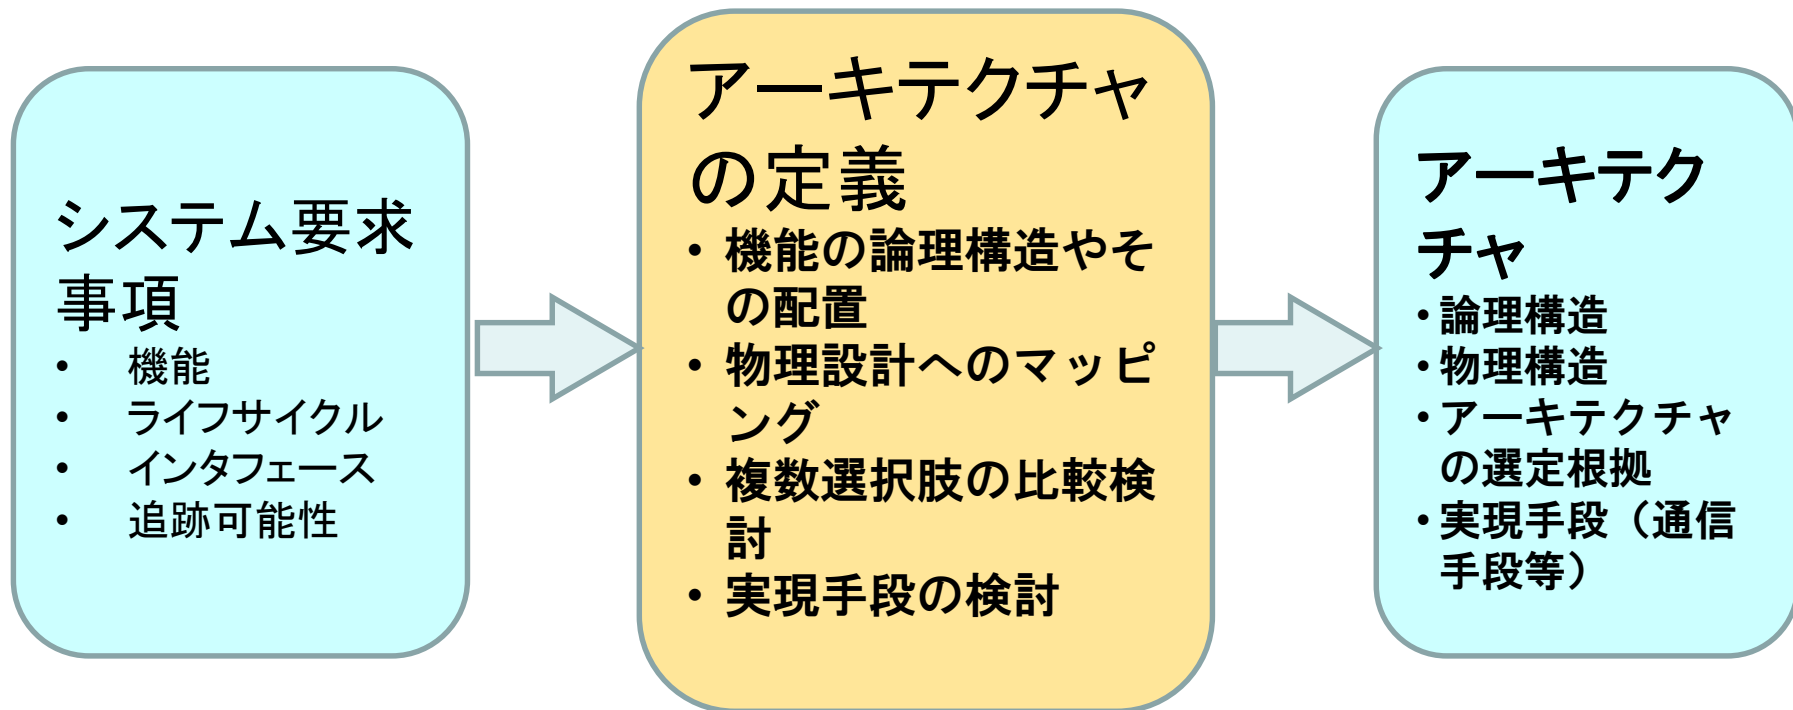 システム要求
事項
• 機能
• ライフサイクル
• インタフェース
• 追跡可能性
アーキテクチャ
の定義
• 機能の論理構造やそ
の配置
• 物理設計へのマッピ
ング
• 複数選択肢の比較検
討
• 実現手段の検討
アーキテク
チャ
• 論理構造
• 物理構造
• アーキテクチャ
の選定根拠
• 実現手段（通信
手段等）